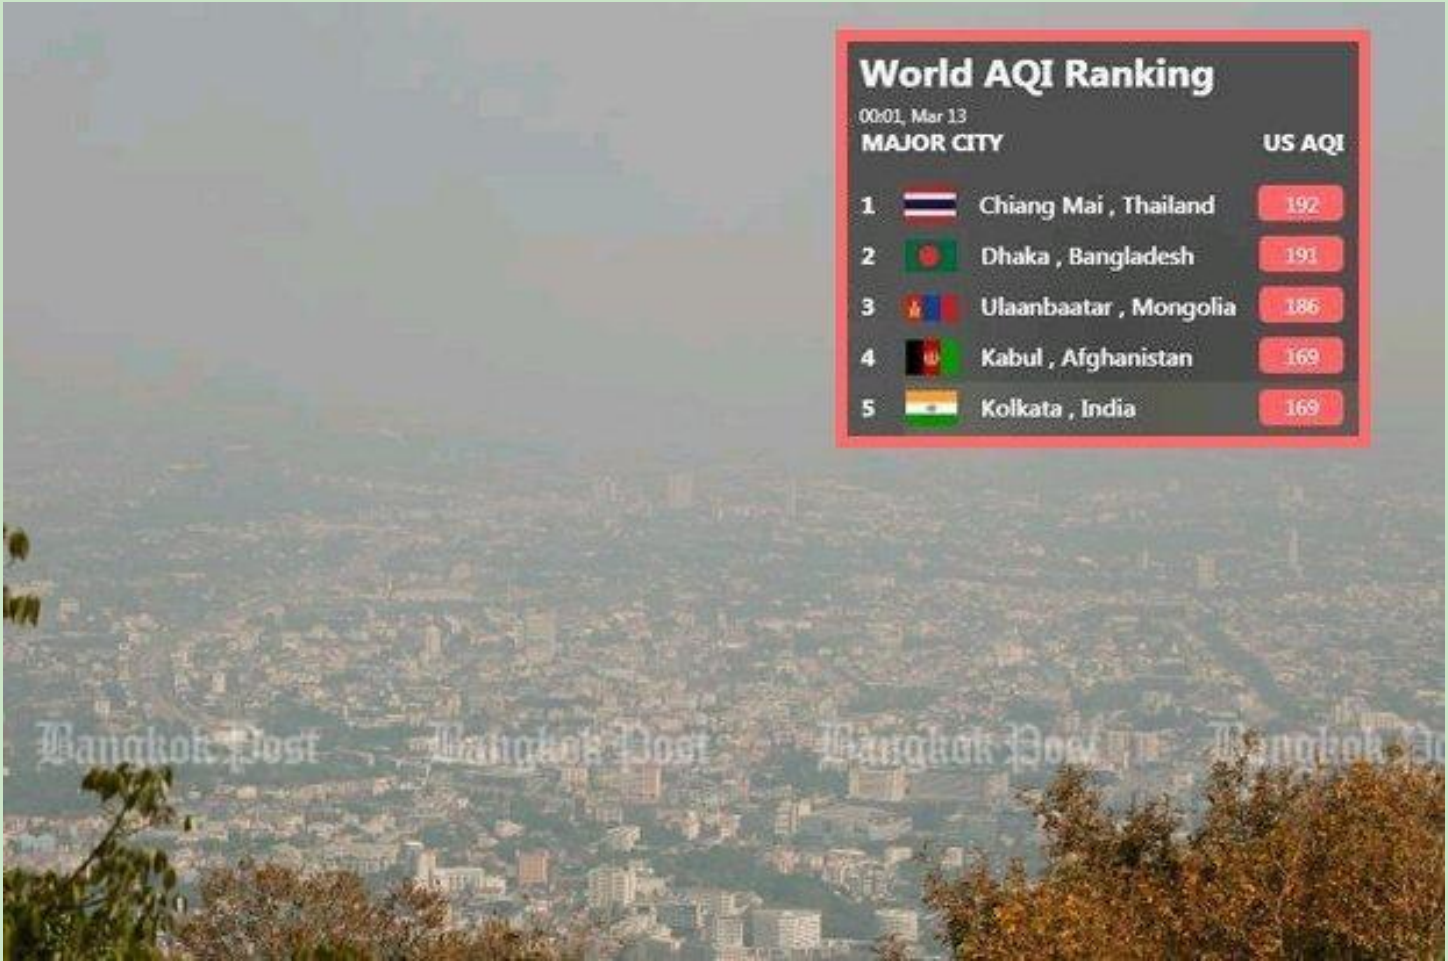 World AQI Ranking
00:01, Mar 13
MAJOR CITY US AQI
1 Chiang Mai , Thailand 192
2 Dhaka , Bangladesh 191
3 Ulaanbaatar , Mongolia 186
4 Kabul , Afghanistan 169
5 Kolkata , India 169
Bangkok Post Bangkok Post Bangkok Post Bangkok Po